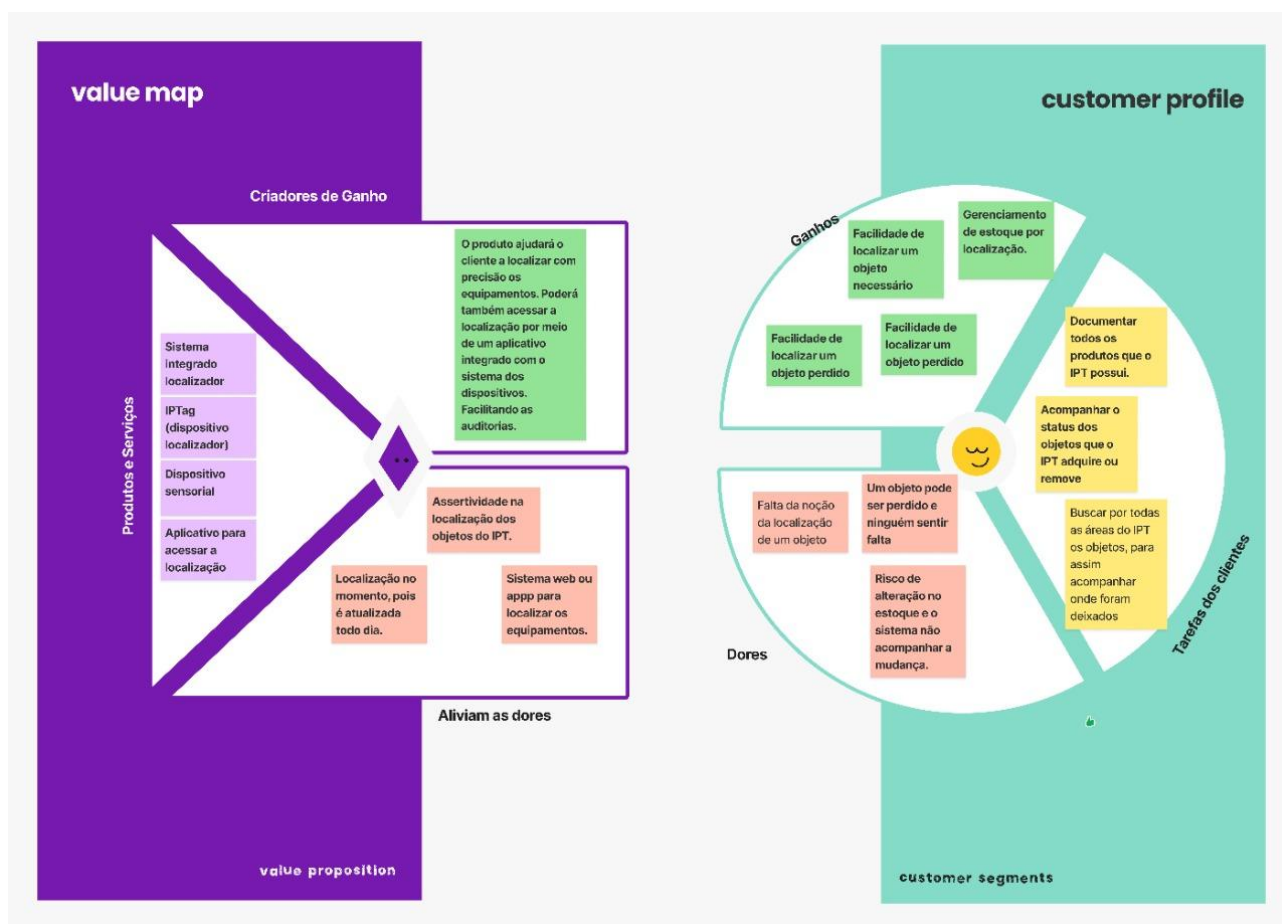 value map
Criadores de Ganho
O produto ajudará o
cliente a localizar com
precisão os
equipamentos. Poderá
também acessar a
localização por meio
de um aplicativo
integrado com o
sistema dos
dispositivos.
Facilitando as
auditorias.
Produtos e Serviços
Sistema
integrado
localizador
IPTag
(dispositivo
localizador)
Dispositivo
sensorial
Aplicativo para
acessar a
localização
Assertividade na
localização dos
objetos do IPT.
Localização no
momento, pois
é atualizada
todo dia.
Sistema web ou
appp para
localizar os
equipamentos.
Aliviam as dores
value proposition
customer profile
Ganhos
Facilidade de
localizar um
objeto
necessário
Gerenciamento
de estoque por
localização.
Facilidade de
localizar um
objeto perdido
Facilidade de
localizar um
objeto perdido
Documentar
todos os
produtos que o
IPT possui.
Acompanhar o
status dos
objetos que o
IPT adquire ou
remove
Buscar por todas
as áreas do IPT
os objetos, para
assim
acompanhar
onde foram
deixados
Tarefas dos clientes
Falta da noção
da localização
de um objeto
Um objeto pode
ser perdido e
ninguém sentir
falta
Risco de
alteração no
estoque e o
sistema não
acompanhar a
mudança.
Dores
customer segments